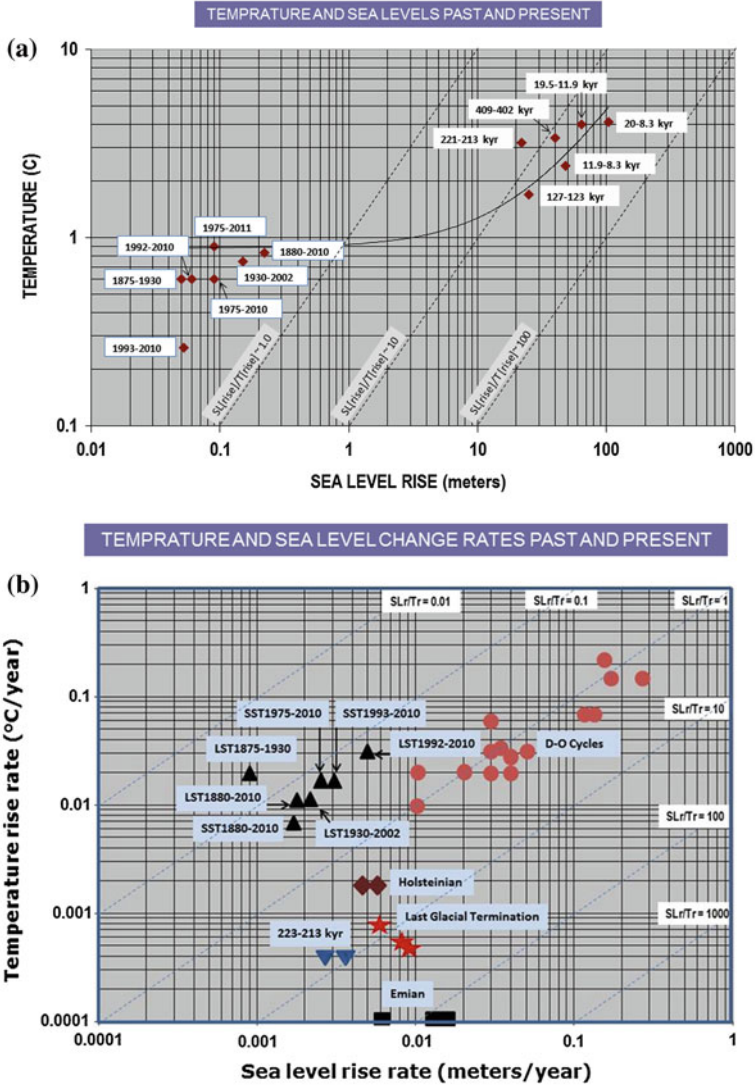 TEMPRATURE AND SEA LEVELS PAST AND PRESENT
(a)
10
1
0.1
TEMPERATURE (C)
19.5-11.9 kyr
409-402 kyr
221-213 kyr
20-8.3 kyr
11.9-8.3 kyr
127-123 kyr
1975-2011
1992-2010
1880-2010
1875-1930
1930-2002
1975-2010
1993-2010
SL[rise]/T[rise]~1.0
SL[rise]/T[rise]~10
SL[rise]/T[rise]~100
0.01 0.1 1 10 100 1000
SEA LEVEL RISE (meters)
TEMPRATURE AND SEA LEVEL CHANGE RATES PAST AND PRESENT
(b)
1
0.1
0.01
0.001
0.0001
Temperature rise rate (°C/year)
SLr/Tr = 0.01 SLr/Tr = 0.1 SLr/Tr = 1
SLr/Tr = 10
SLr/Tr = 100
SLr/Tr = 1000
SST1975-2010 SST1993-2010
LST1875-1930
LST1992-2010
D-O Cycles
LST1880-2010
SST1880-2010
LST1930-2002
Holsteinian
Last Glacial Termination
223-213 kyr
Emian
0.0001 0.001 0.01 0.1 1
Sea level rise rate (meters/year)